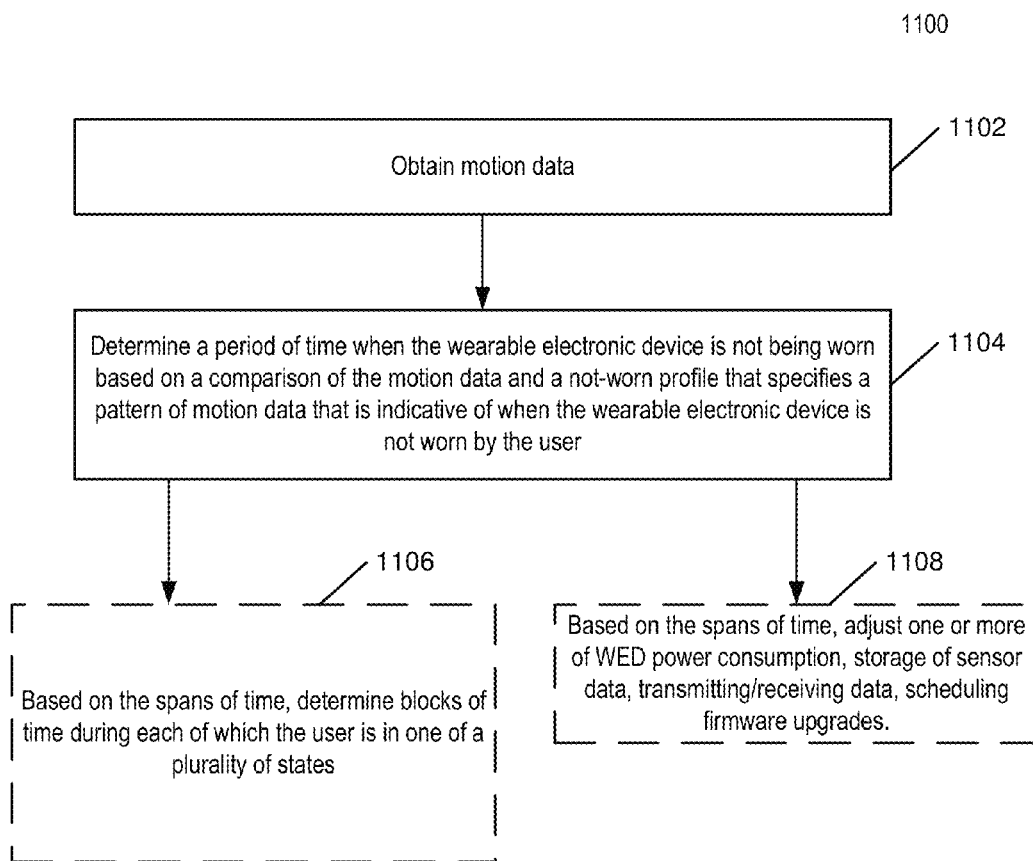 1100
1102
Obtain motion data
1104
Determine a period of time when the wearable electronic device is not being worn
based on a comparison of the motion data and a not-worn profile that specifies a
pattern of motion data that is indicative of when the wearable electronic device is
not worn by the user
1106
Based on the spans of time, determine blocks of
time during each of which the user is in one of a
plurality of states
1108
Based on the spans of time, adjust one or more
of WED power consumption, storage of sensor
data, transmitting/receiving data, scheduling
firmware upgrades.